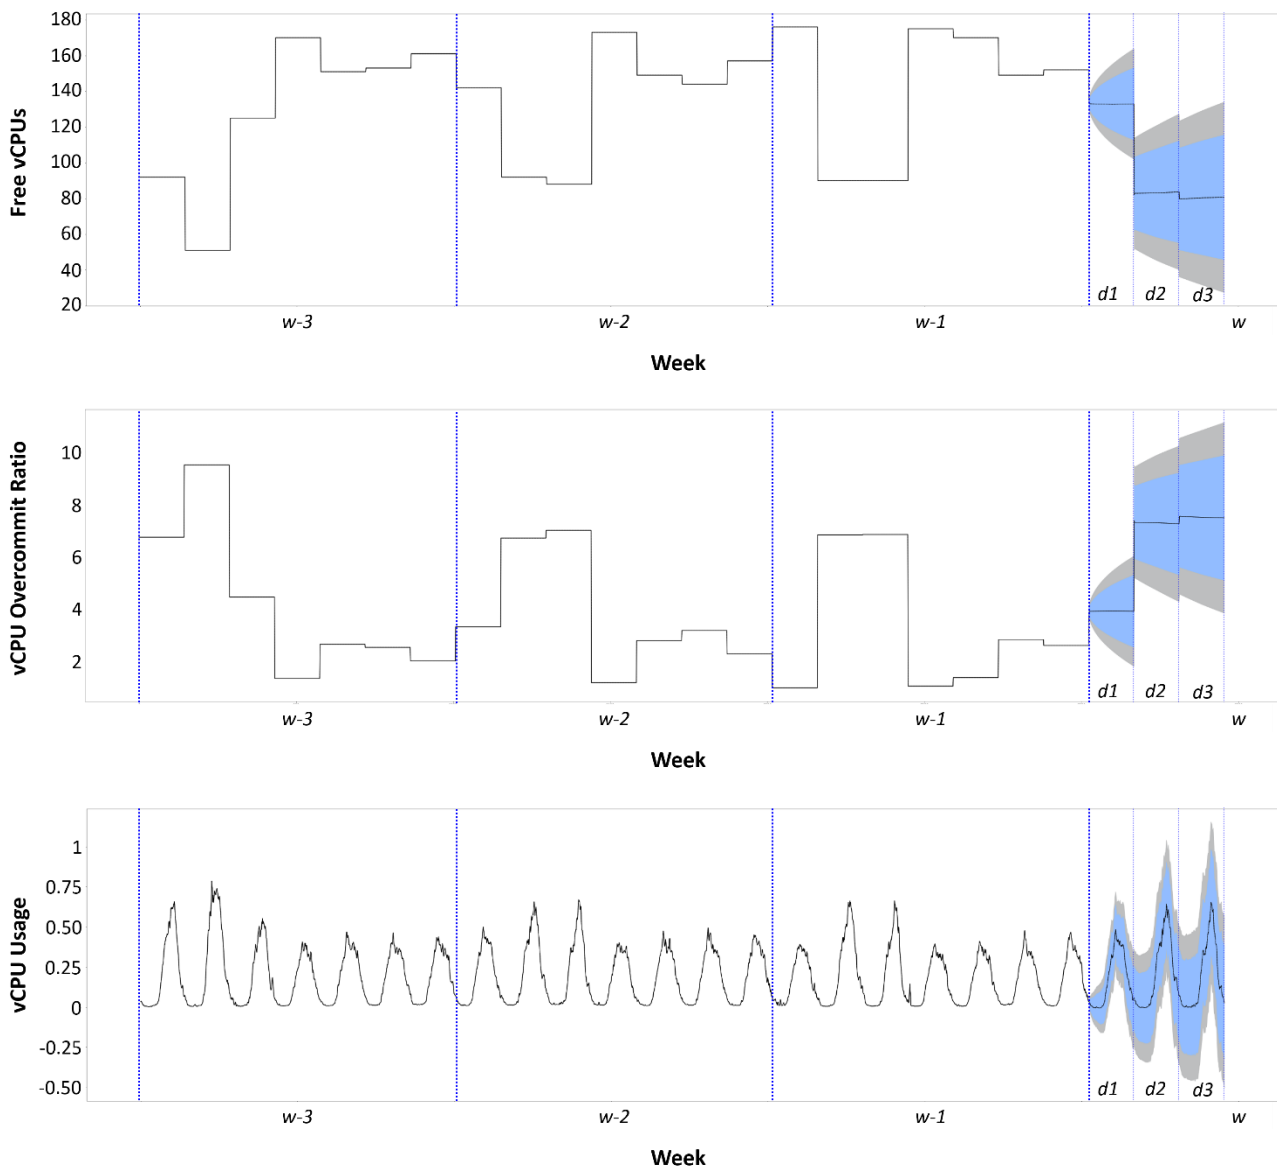 Free vCPUs
180
160
140
120
100
80
60
40
20
d1 d2 d3
w-3 w-2 w-1 w
Week
vCPU Overcommit Ratio
10
8
6
4
2
d1 d2 d3
w-3 w-2 w-1 w
Week
vCPU Usage
1
0.75
0.50
0.25
0
-0.25
-0.50
d1 d2 d3
w-3 w-2 w-1 w
Week